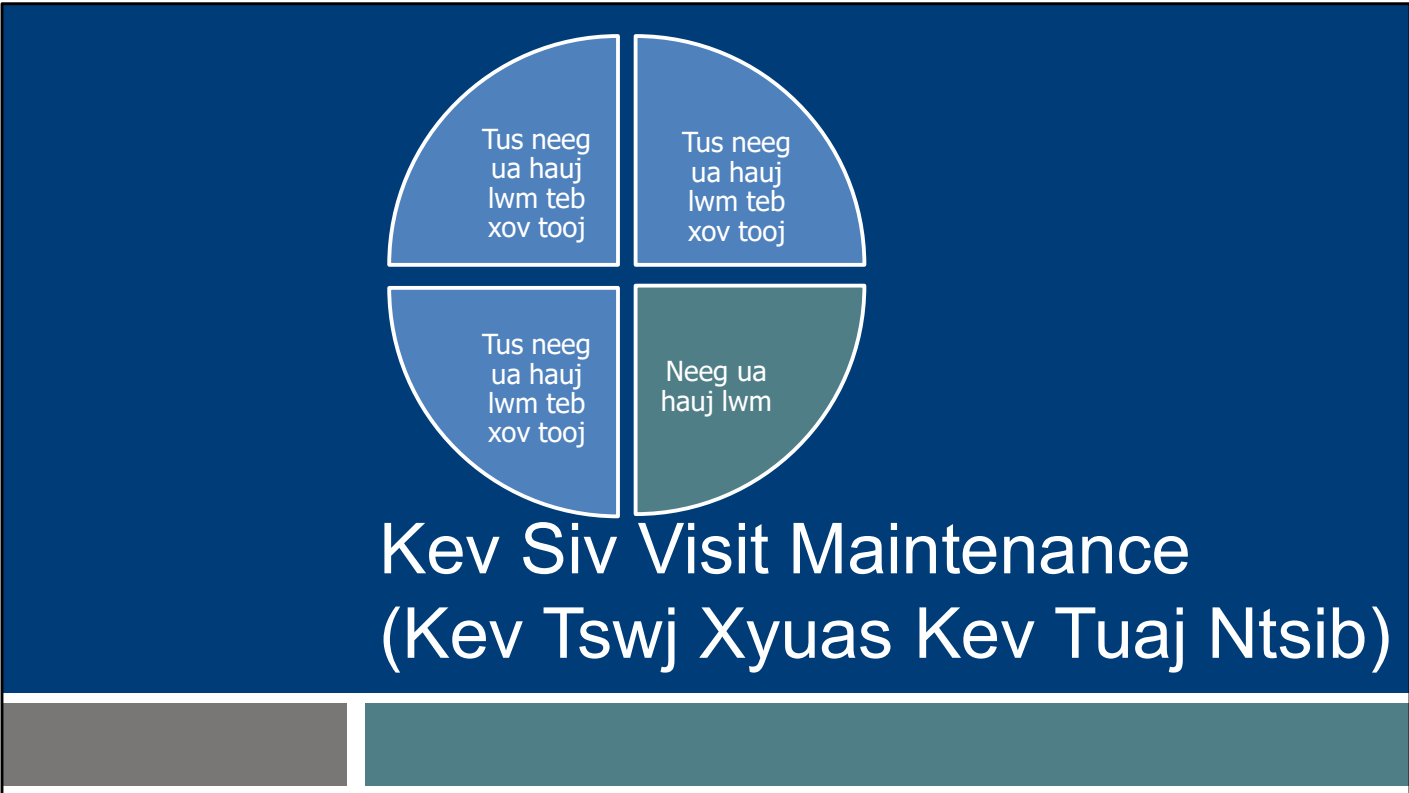 Tus neeg
ua hauj
lwm teb
xov tooj
Tus neeg
ua hauj
lwm teb
xov tooj
Tus neeg
ua hauj
lwm teb
xov tooj
Neeg ua
hauj lwm
Kev Siv Visit Maintenance
(Kev Tswj Xyuas Kev Tuaj Ntsib)